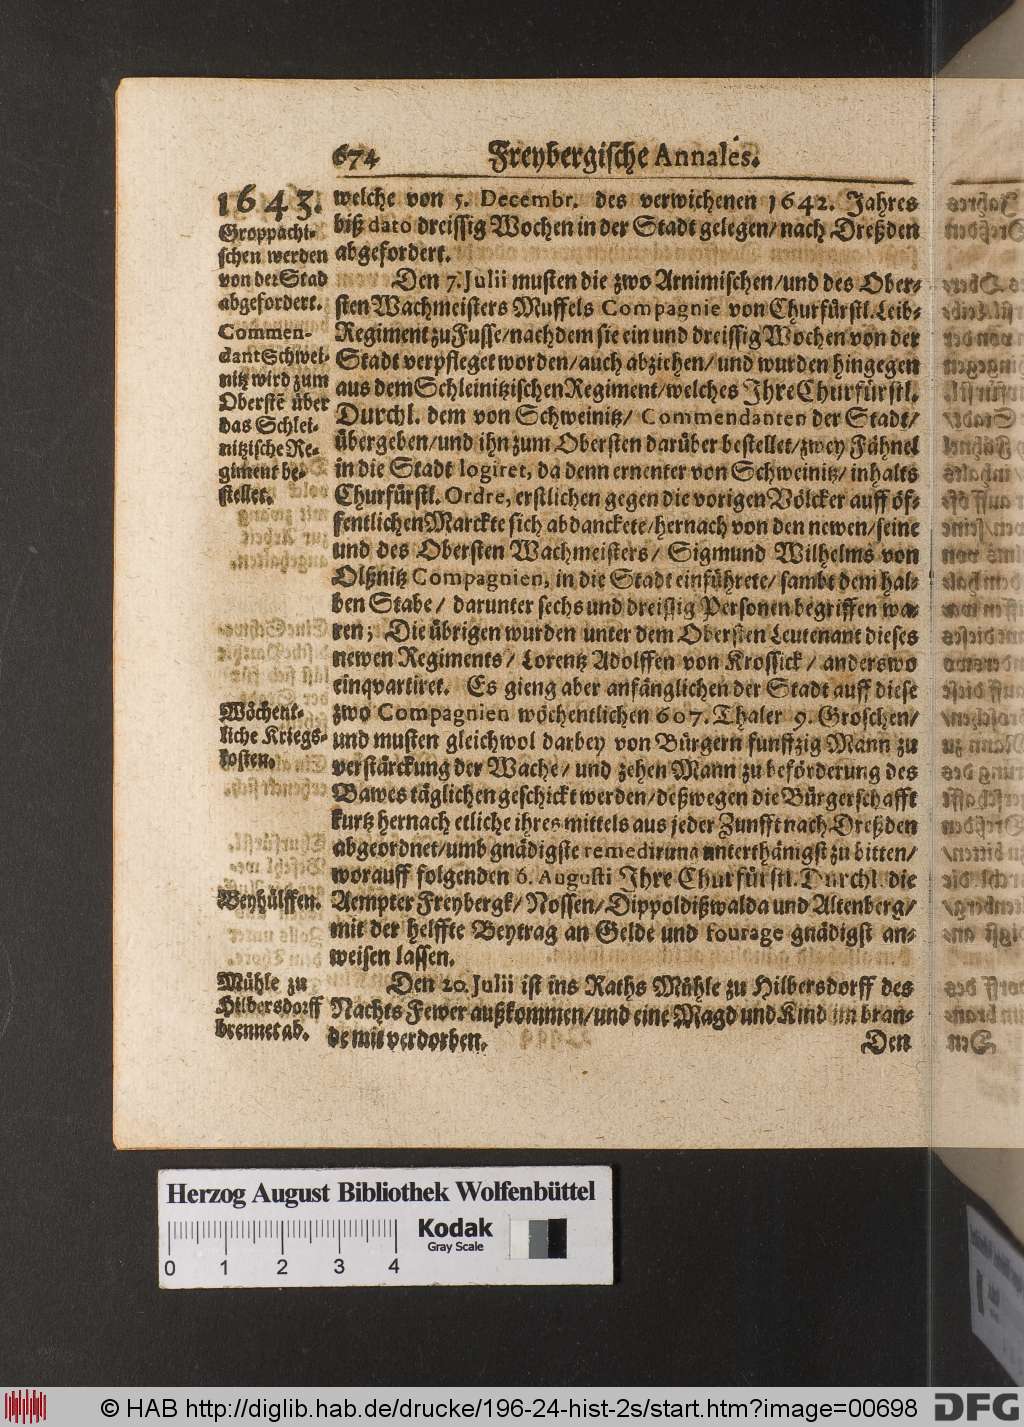 674 Freybergische Annales.
1643.
Groppachi-
schen werden
von der Stad
abgefordert.
Commen-
dant Schwei-
nitz wird zum
Oberstē über
das Schlei-
nitzische Re-
giment be-
stellet.
Wöchent-
liche Kriegs-
kosten.
Beyhülffen.
Mühle zu
Hilbersdorff
brennet ab.
welche von 5. Decembr. des verwichenen 1642. Jahres
biß dato dreissig Wochen in der Stadt gelegen/ nach Dreßden
abgefordert.
Den 7. Julii musten die zwo Arnimischen/ und des Ober-
sten Wachmeisters Muffels Compagnie von Churfürstl. Leib-
Regiment zu Fusse/ nachdem sie ein und dreissig Wochen von der
Stadt verpfleget worden/ auch abziehen/ und wurden hingegen
aus dem Schleinitzischen Regiment/ welches Ihre Churfürstl.
Durchl. dem von Schweinitz/ Commendanten der Stadt/
übergeben/ und ihn zum Obersten darüber bestellet/ zwey Fähnel
in die Stadt logiret, da denn ernenter von Schweinitz/ inhalts
Churfürstl. Ordre, erstlichen gegen die vorigen Völcker auff öf-
fentlichen Marckte sich abdanckete/ hernach von den newen/ seine
und des Obersten Wachmeisters/ Sigmund Wilhelms von
Olßnitz Compagnien, in die Stadt einführete/ sambt dem hal-
ben Stabe/ darunter sechs und dreissig Personen begriffen wa-
ren; Die übrigen wurden unter dem Obersten Leutenant dieses
newen Regiments/ Lorentz Adolffen von Krossick/ anderswo
einqvartiret. Es gieng aber anfänglichen der Stadt auff diese
zwo Compagnien wöchentlichen 607. Thaler 9. Groschen/
und musten gleichwol darbey von Bürgern funfftzig Mann zu
verstärckung der Wache/ und zehen Mann zu beförderung des
Bawes täglichen geschickt werden/ deßwegen die Bürgerschafft
kurtz hernach etliche ihres mittels aus jeder Zunfft nach Dreßden
abgeordnet/ umb gnädigste remedirung unterthänigst zu bitten/
worauff folgenden 6. Augusti Ihre Churfürstl. Durchl. die
Aempter Freybergk/ Nossen/ Dippoldißwalda und Altenberg/
mit der helffte Beytrag an Gelde und fourage gnädigst an-
weisen lassen.
Den 20. Julii ist ins Raths Mühle zu Hilbersdorff des
Nachts Fewer außkommen/ und eine Magd und Kind im bran-
de mit verdorben.
Den
Herzog August Bibliothek Wolfenbüttel
Kodak
Gray Scale
0 1 2 3 4
© HAB http://diglib.hab.de/drucke/196-24-hist-2s/start.htm?image=00698
DFG